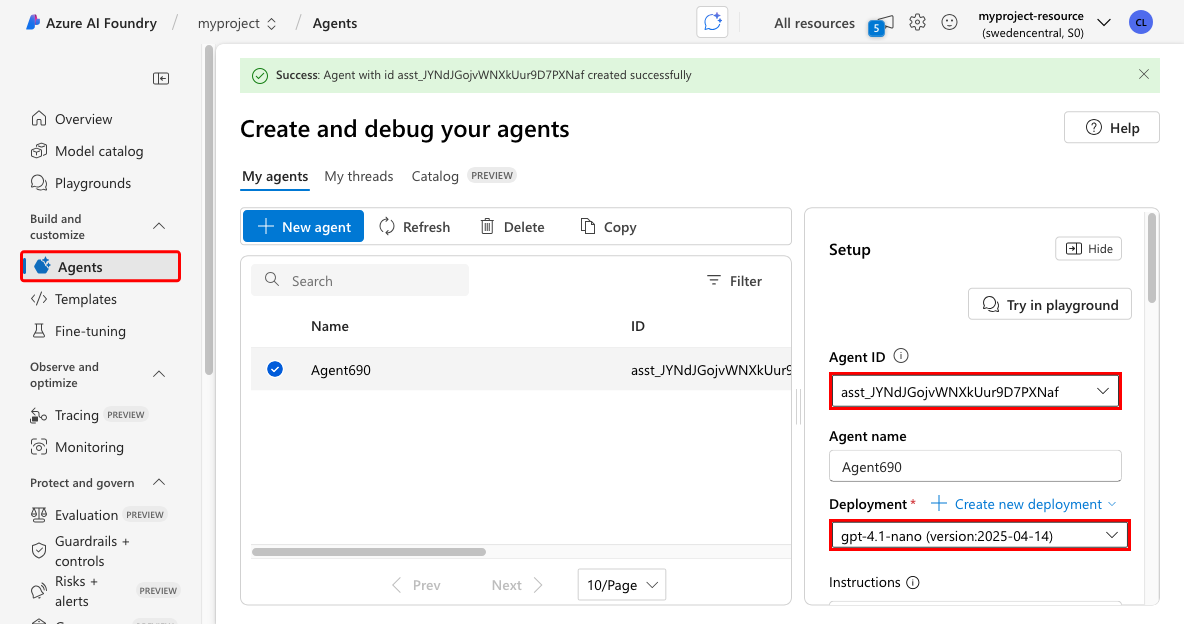 Azure AI Foundry / myproject / Agents
All resources
5
myproject-resource
(swedencentral, S0)
CL
Overview
Model catalog
Playgrounds
Build and
customize
Agents
Templates
Fine-tuning
Observe and
optimize
Tracing PREVIEW
Monitoring
Protect and govern
Evaluation PREVIEW
Guardrails +
controls
Risks +
alerts PREVIEW
Success: Agent with id asst_JYNdJGojvWNXkUur9D7PXNaf created successfully
Create and debug your agents
Help
My agents My threads Catalog PREVIEW
New agent Refresh Delete Copy
Search
Filter
Name ID
Agent690 asst_JYNdJGojvWNXkUur9
Prev Next 10/Page
Setup
Hide
Try in playground
Agent ID
asst_JYNdJGojvWNXkUur9D7PXNaf
Agent name
Agent690
Deployment * Create new deployment
gpt-4.1-nano (version:2025-04-14)
Instructions